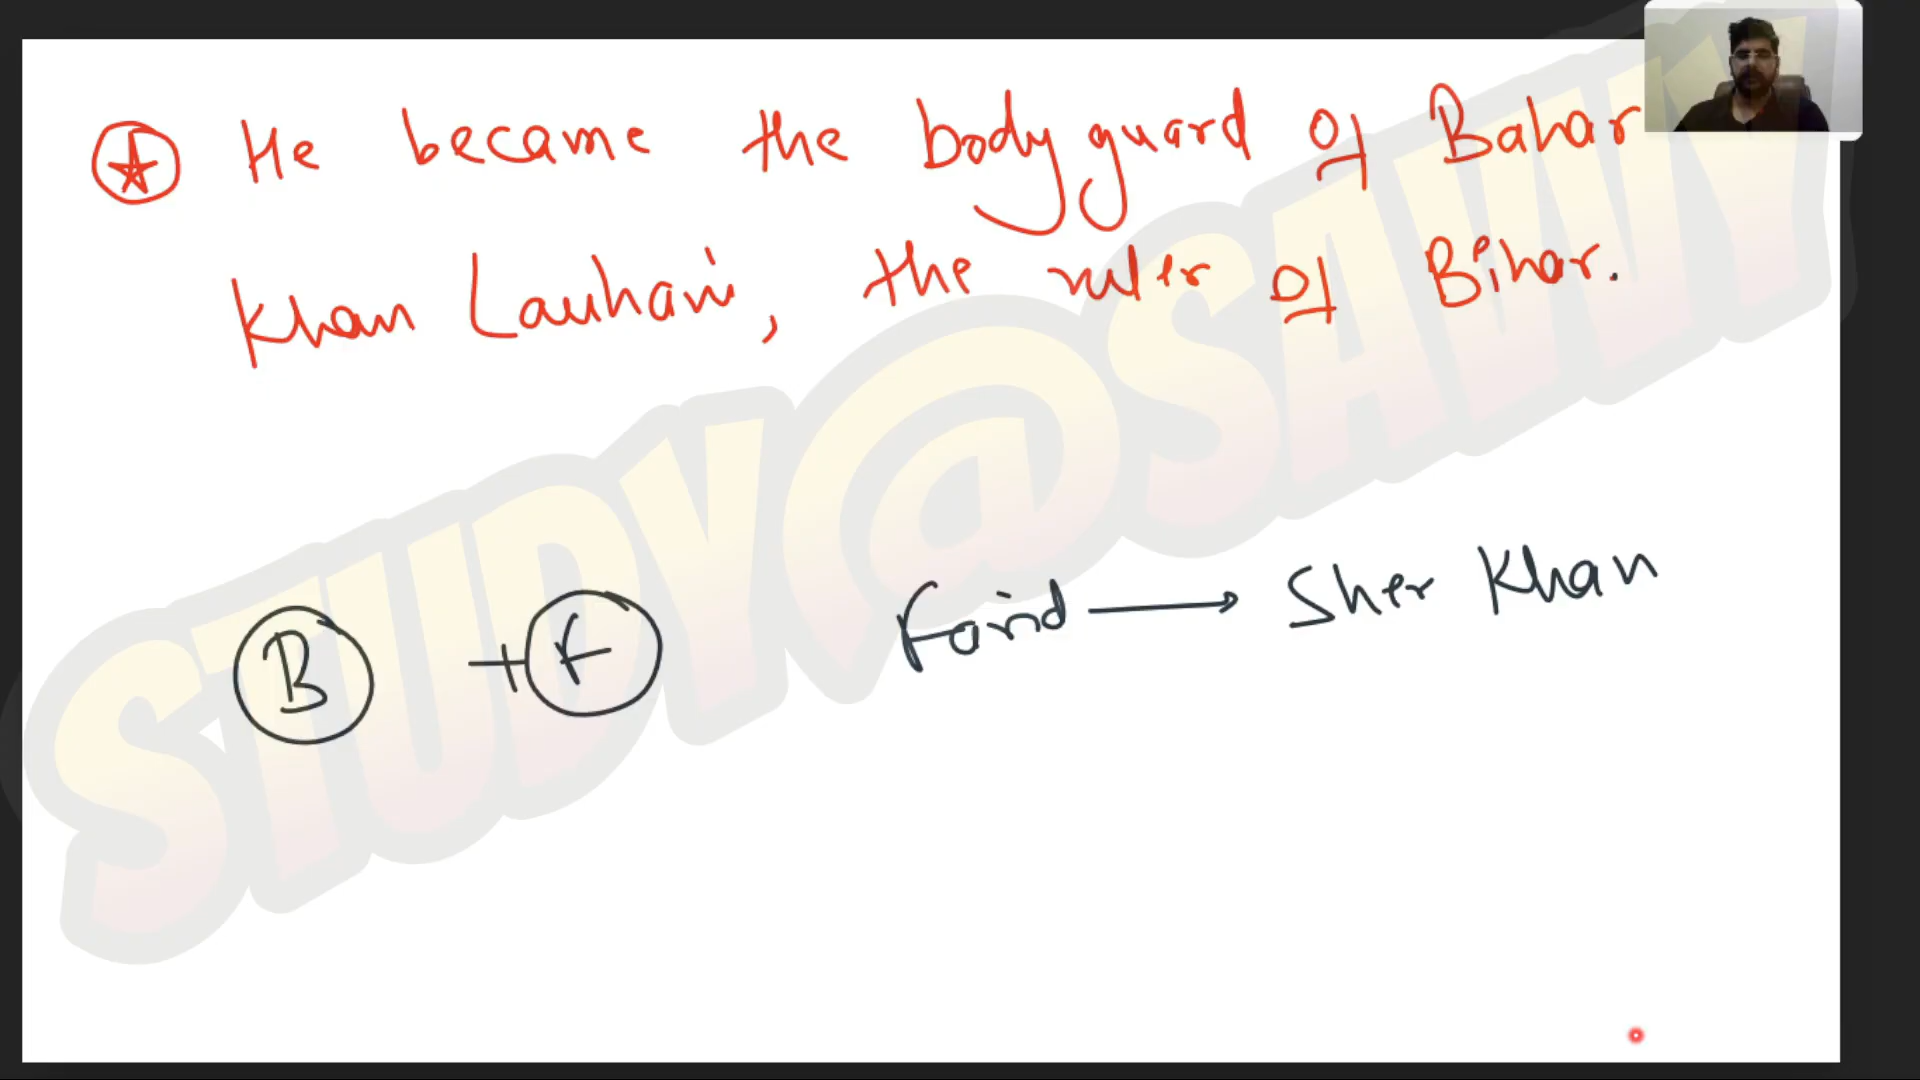 He became the bodyguard of Bahar
Khan Lauhani, the ruler of Bihar.
B + F Farid → Sher Khan
STUDY@SAVVY